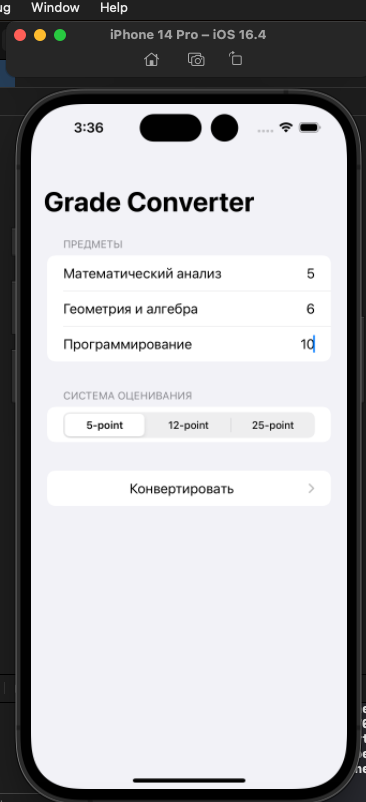 ug Window Help
iPhone 14 Pro – iOS 16.4
3:36
Grade Converter
ПРЕДМЕТЫ
Математический анализ 5
Геометрия и алгебра 6
Программирование 10
СИСТЕМА ОЦЕНИВАНИЯ
5-point 12-point 25-point
Конвертировать